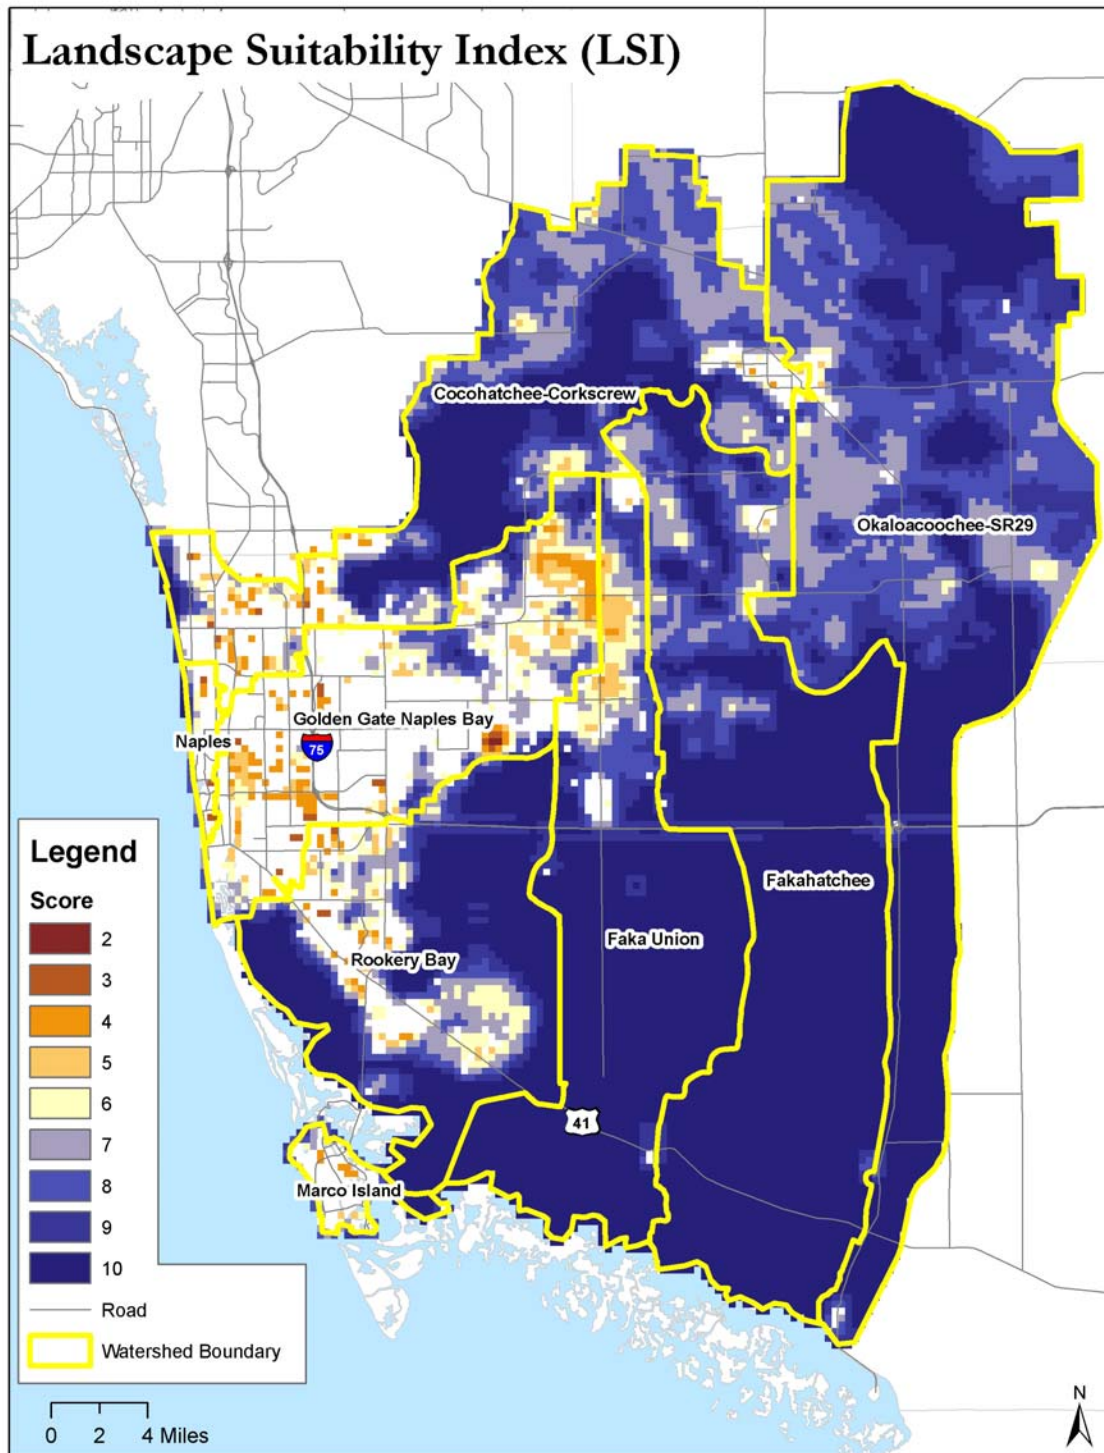 Landscape Suitability Index (LSI)
Cocohatchee-Corkscrew
Okaloacoochee-SR29
Golden Gate Naples Bay
Naples
75
Fakahatchee
Faka Union
Rookery Bay
41
Marco Island
Legend
Score
2
3
4
5
6
7
8
9
10
Road
Watershed Boundary
0 2 4 Miles
N